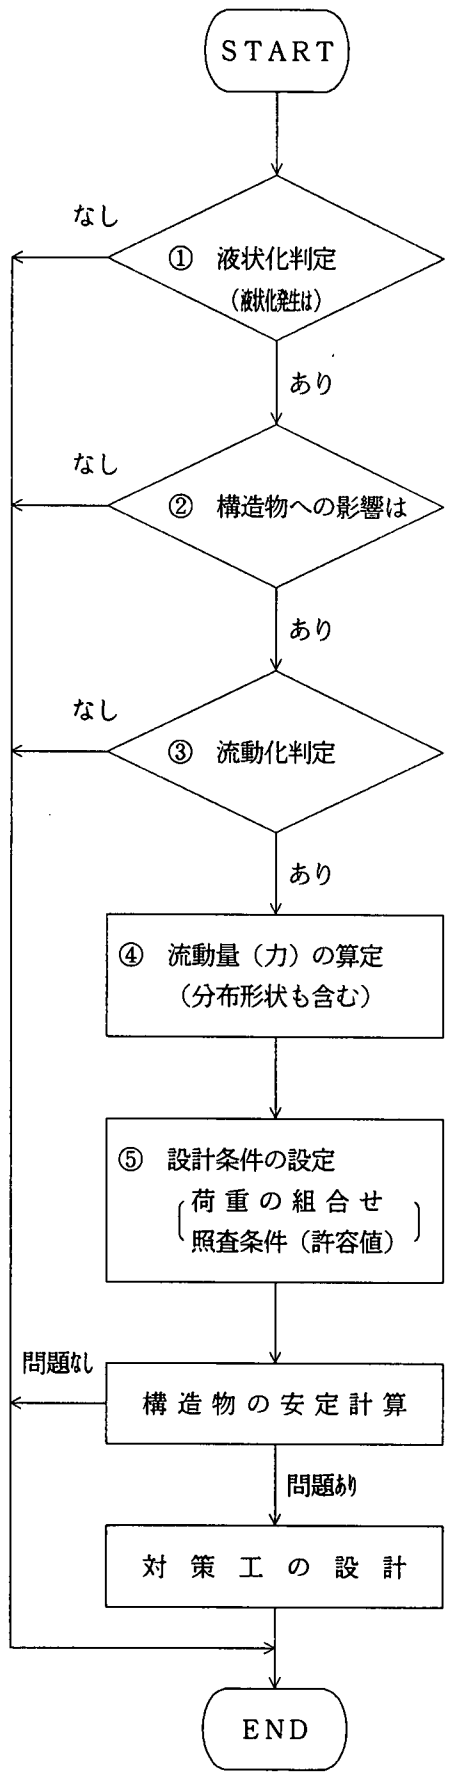 START
なし
① 液状化判定
(液状化発生は)
あり
なし
② 構造物への影響は
あり
なし
③ 流動化判定
あり
④ 流動量(力)の算定
(分布形状も含む)
⑤ 設計条件の設定
荷重の組合せ
照査条件(許容値)
問題なし
構造物の安定計算
問題あり
対策工の設計
END